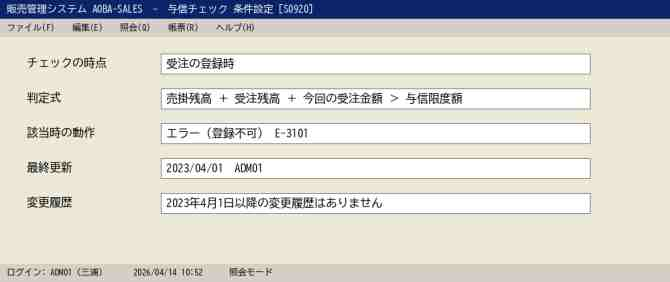 販売管理システム AOBA-SALES － 与信チェック 条件設定 [S0920]
ファイル(F) 編集(E) 照会(Q) 帳票(R) ヘルプ(H)
チェックの時点 受注の登録時
判定式 売掛残高 ＋ 受注残高 ＋ 今回の受注金額 ＞ 与信限度額
該当時の動作 エラー（登録不可） E-3101
最終更新 2023/04/01 ADM01
変更履歴 2023年4月1日以降の変更履歴はありません
ログイン: ADM01（三浦） 2026/04/14 10:52 照会モード